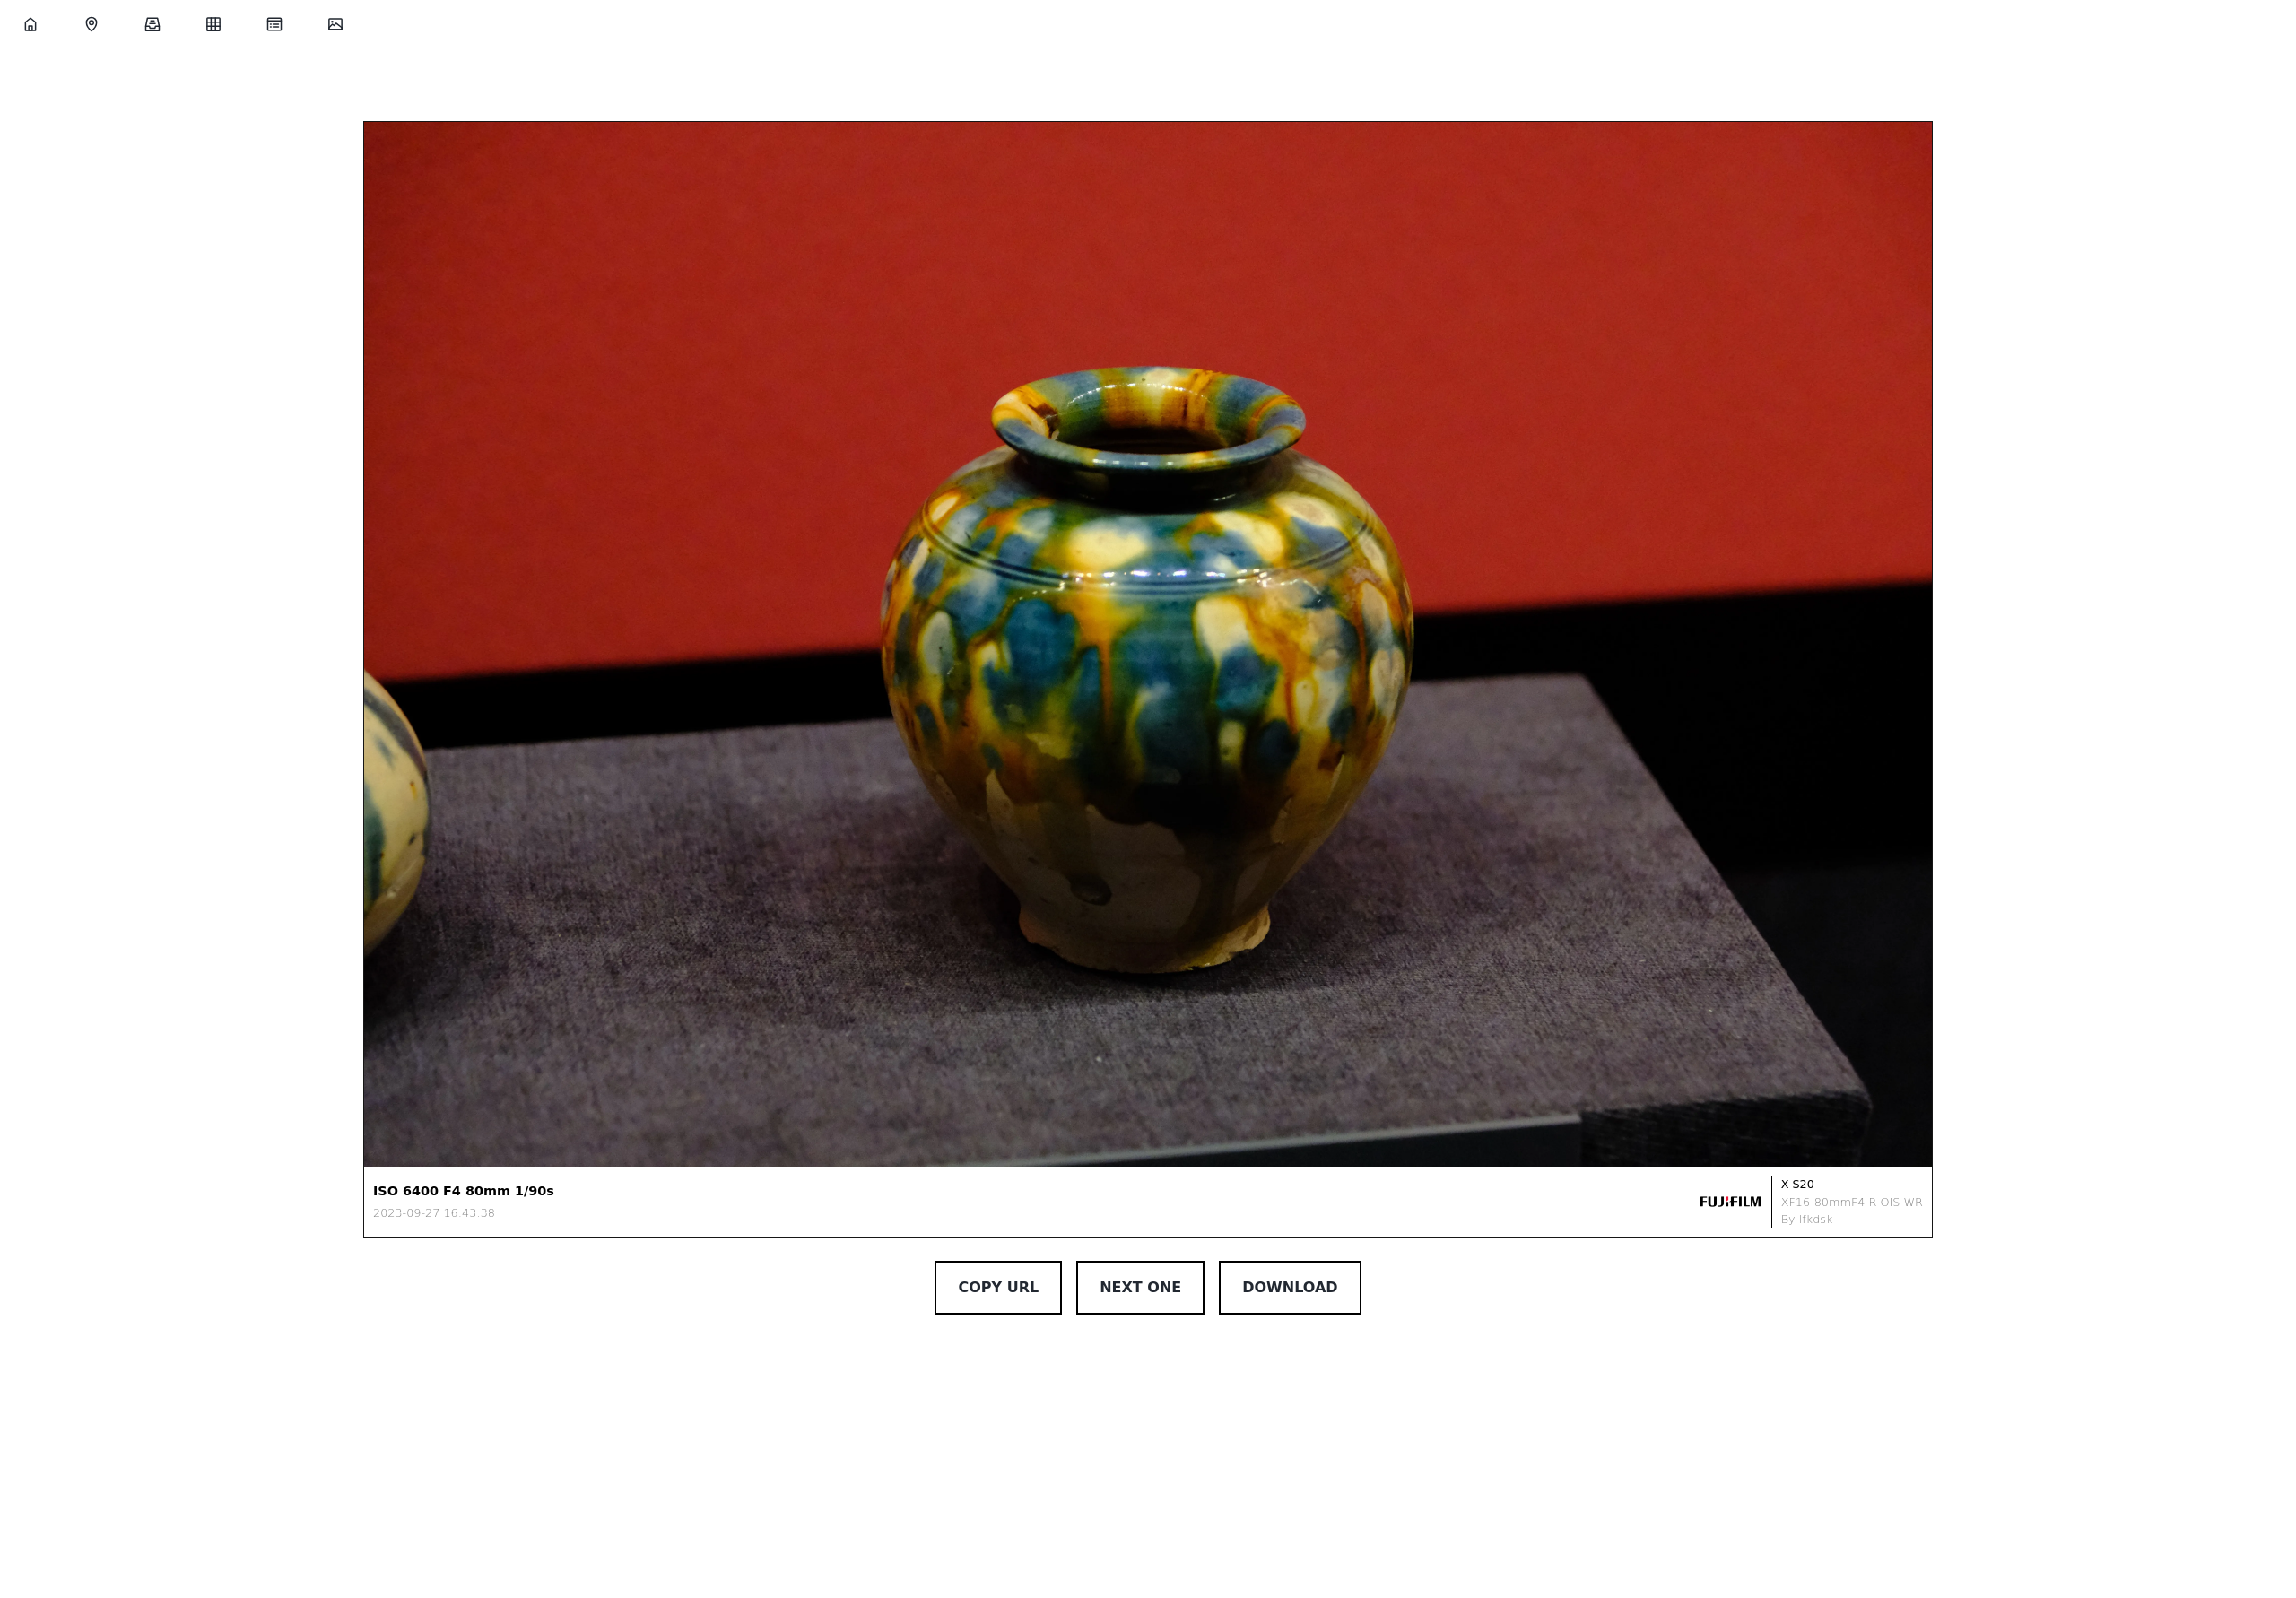 ISO 6400 F4 80mm 1/90s
2023-09-27 16:43:38
FUJIFILM
X-S20
XF16-80mmF4 R OIS WR
By lfkdsk
COPY URL
NEXT ONE
DOWNLOAD